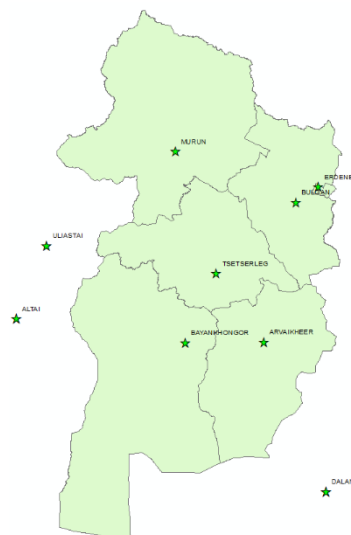 MURUN
ERDENE
BULGAN
ULIASTAI
TSETSERLEG
ALTAI
BAYANKHONGOR
ARVAIKHEER
DALAN